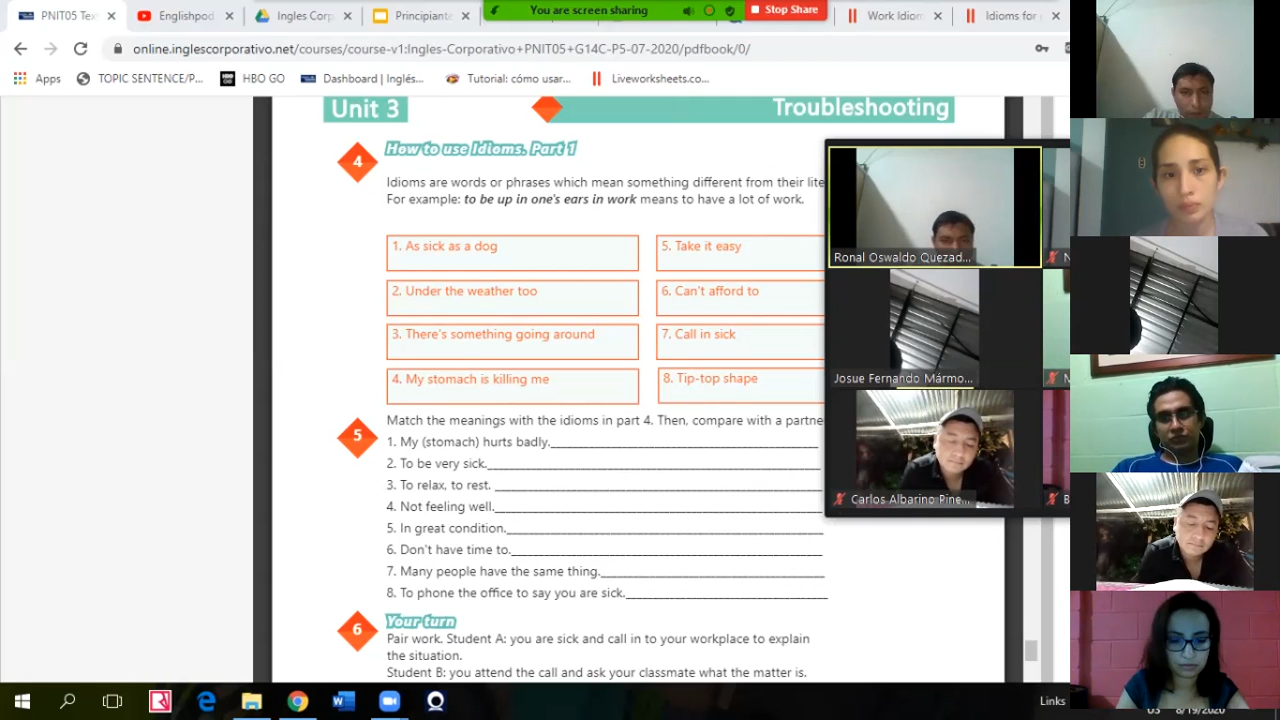 PNIT05 Tex
Englishpod
Ingles Corp
Principiante
You are screen sharing
Stop Share
Work Idiom
Idioms for
online.inglescorporativo.net/courses/course-v1:Ingles-Corporativo+PNIT05+G14C-P5-07-2020/pdfbook/0/
Apps
TOPIC SENTENCE/P...
HBO GO
Dashboard | Inglés...
Tutorial: cómo usar...
Liveworksheets.co...
Unit 3
Troubleshooting
4
How to use Idioms. Part 1
Idioms are words or phrases which mean something different from their lite
For example: to be up in one's ears in work means to have a lot of work.
1. As sick as a dog
5. Take it easy
2. Under the weather too
6. Can't afford to
3. There's something going around
7. Call in sick
4. My stomach is killing me
8. Tip-top shape
Ronal Oswaldo Quezad...
N
Josue Fernando Mármo...
M
Carlos Albarino Pine...
B
5
Match the meanings with the idioms in part 4. Then, compare with a partne
1. My (stomach) hurts badly.
2. To be very sick.
3. To relax, to rest.
4. Not feeling well.
5. In great condition.
6. Don't have time to.
7. Many people have the same thing.
8. To phone the office to say you are sick.
6
Your turn
Pair work. Student A: you are sick and call in to your workplace to explain
the situation.
Student B: you attend the call and ask your classmate what the matter is.
Links
8/19/2020